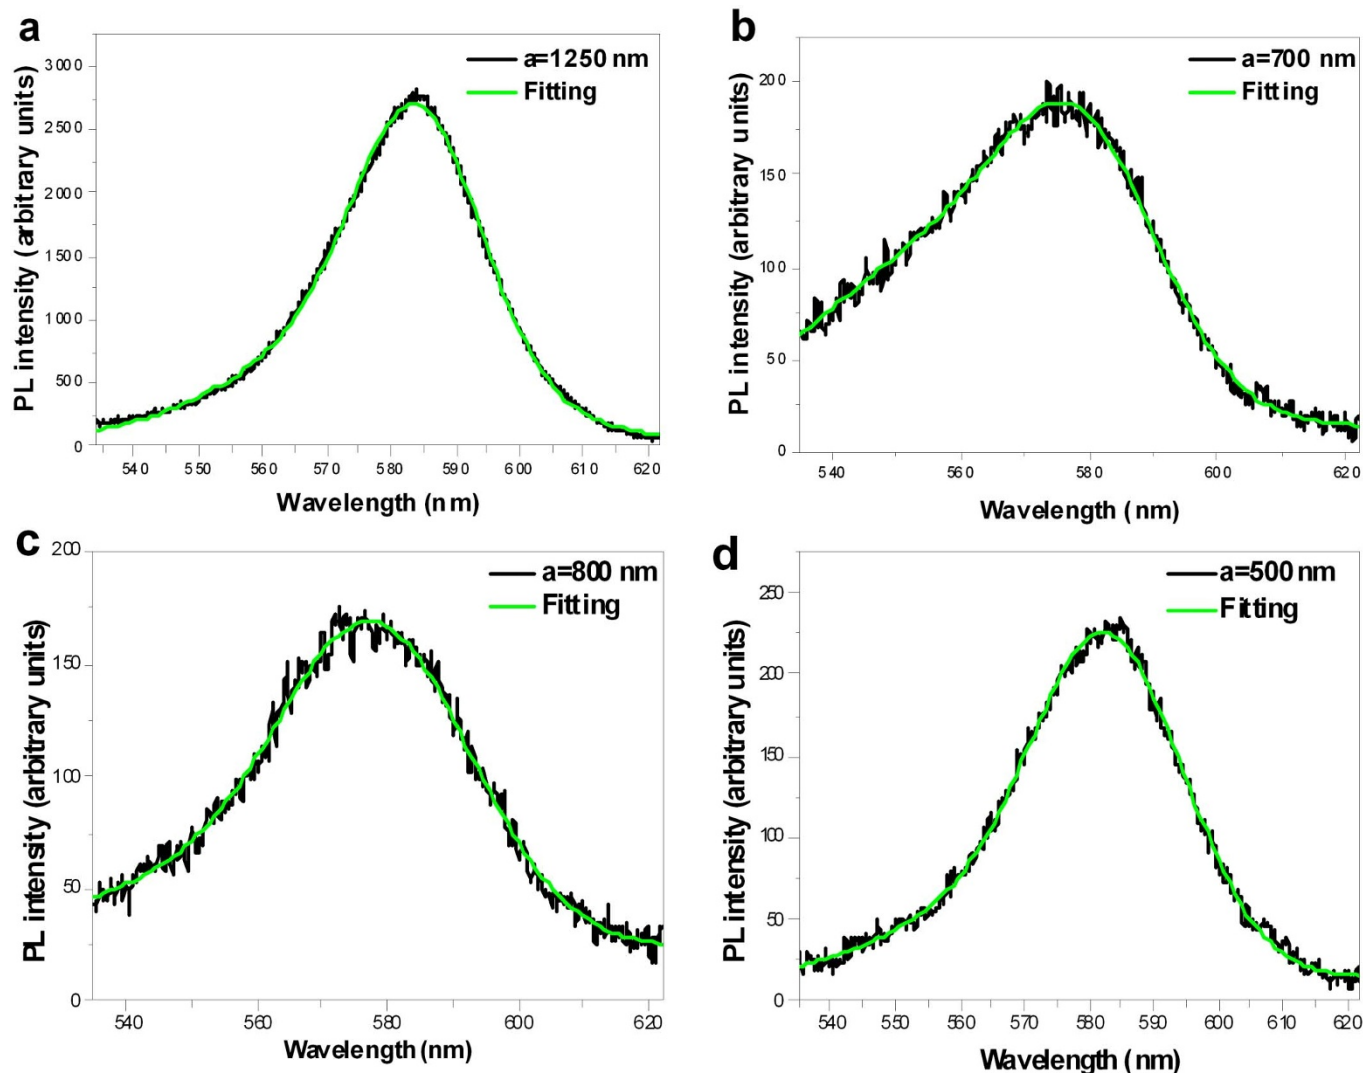 a
a=1250 nm
Fitting
PL intensity (arbitrary units)
3000
2500
2000
1500
1000
500
0
540 550 560 570 580 590 600 610 620
Wavelength (nm)
b
a=700 nm
Fitting
PL intensity (arbitrary units)
200
150
100
50
0
540 560 580 600 620
Wavelength (nm)
c
a=800 nm
Fitting
PL intensity (arbitrary units)
200
150
100
50
0
540 560 580 600 620
Wavelength (nm)
d
a=500 nm
Fitting
PL intensity (arbitrary units)
250
200
150
100
50
0
540 550 560 570 580 590 600 610 620
Wavelength (nm)